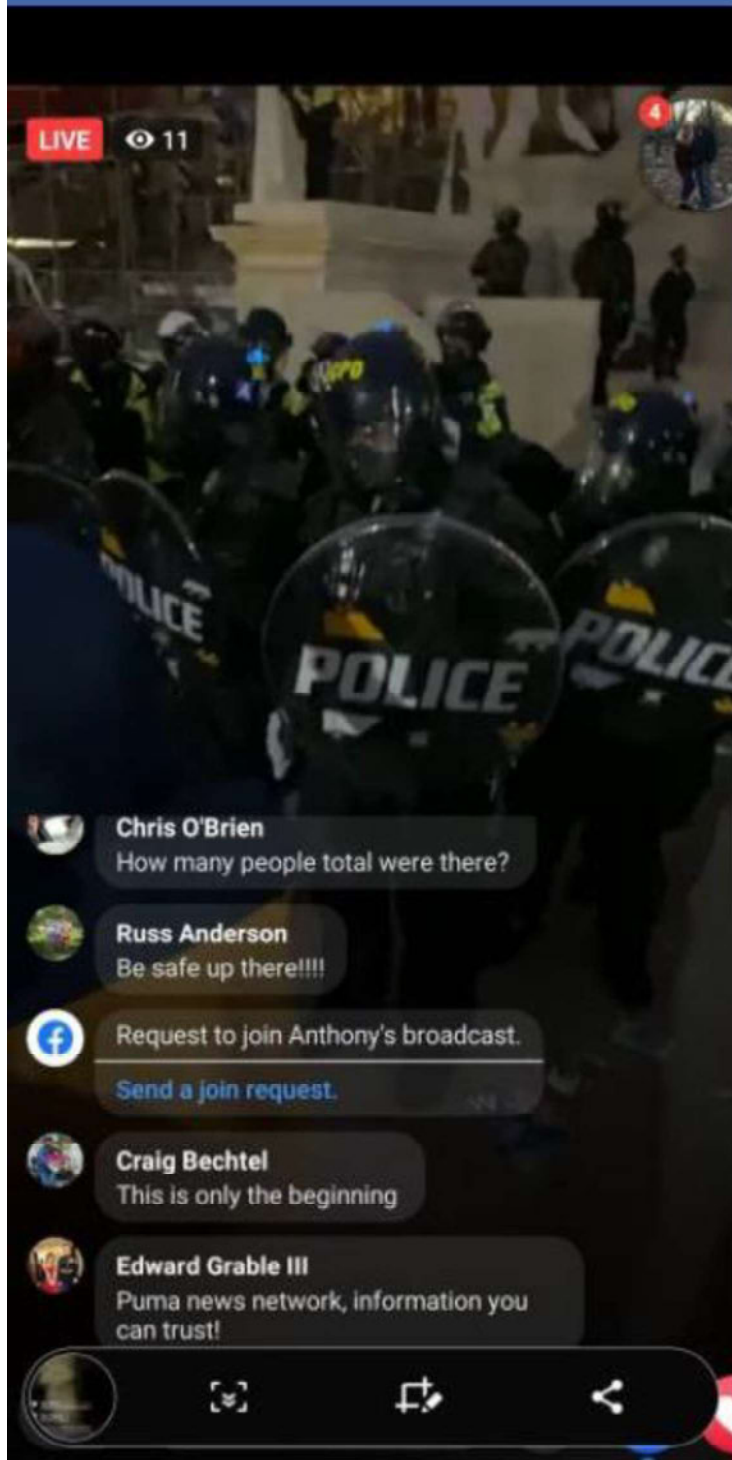 LIVE
11
4
POLICE
POLICE
POLICE
Chris O'Brien
How many people total were there?
Russ Anderson
Be safe up there!!!!
Request to join Anthony's broadcast.
Send a join request.
Craig Bechtel
This is only the beginning
Edward Grable III
Puma news network, information you
can trust!